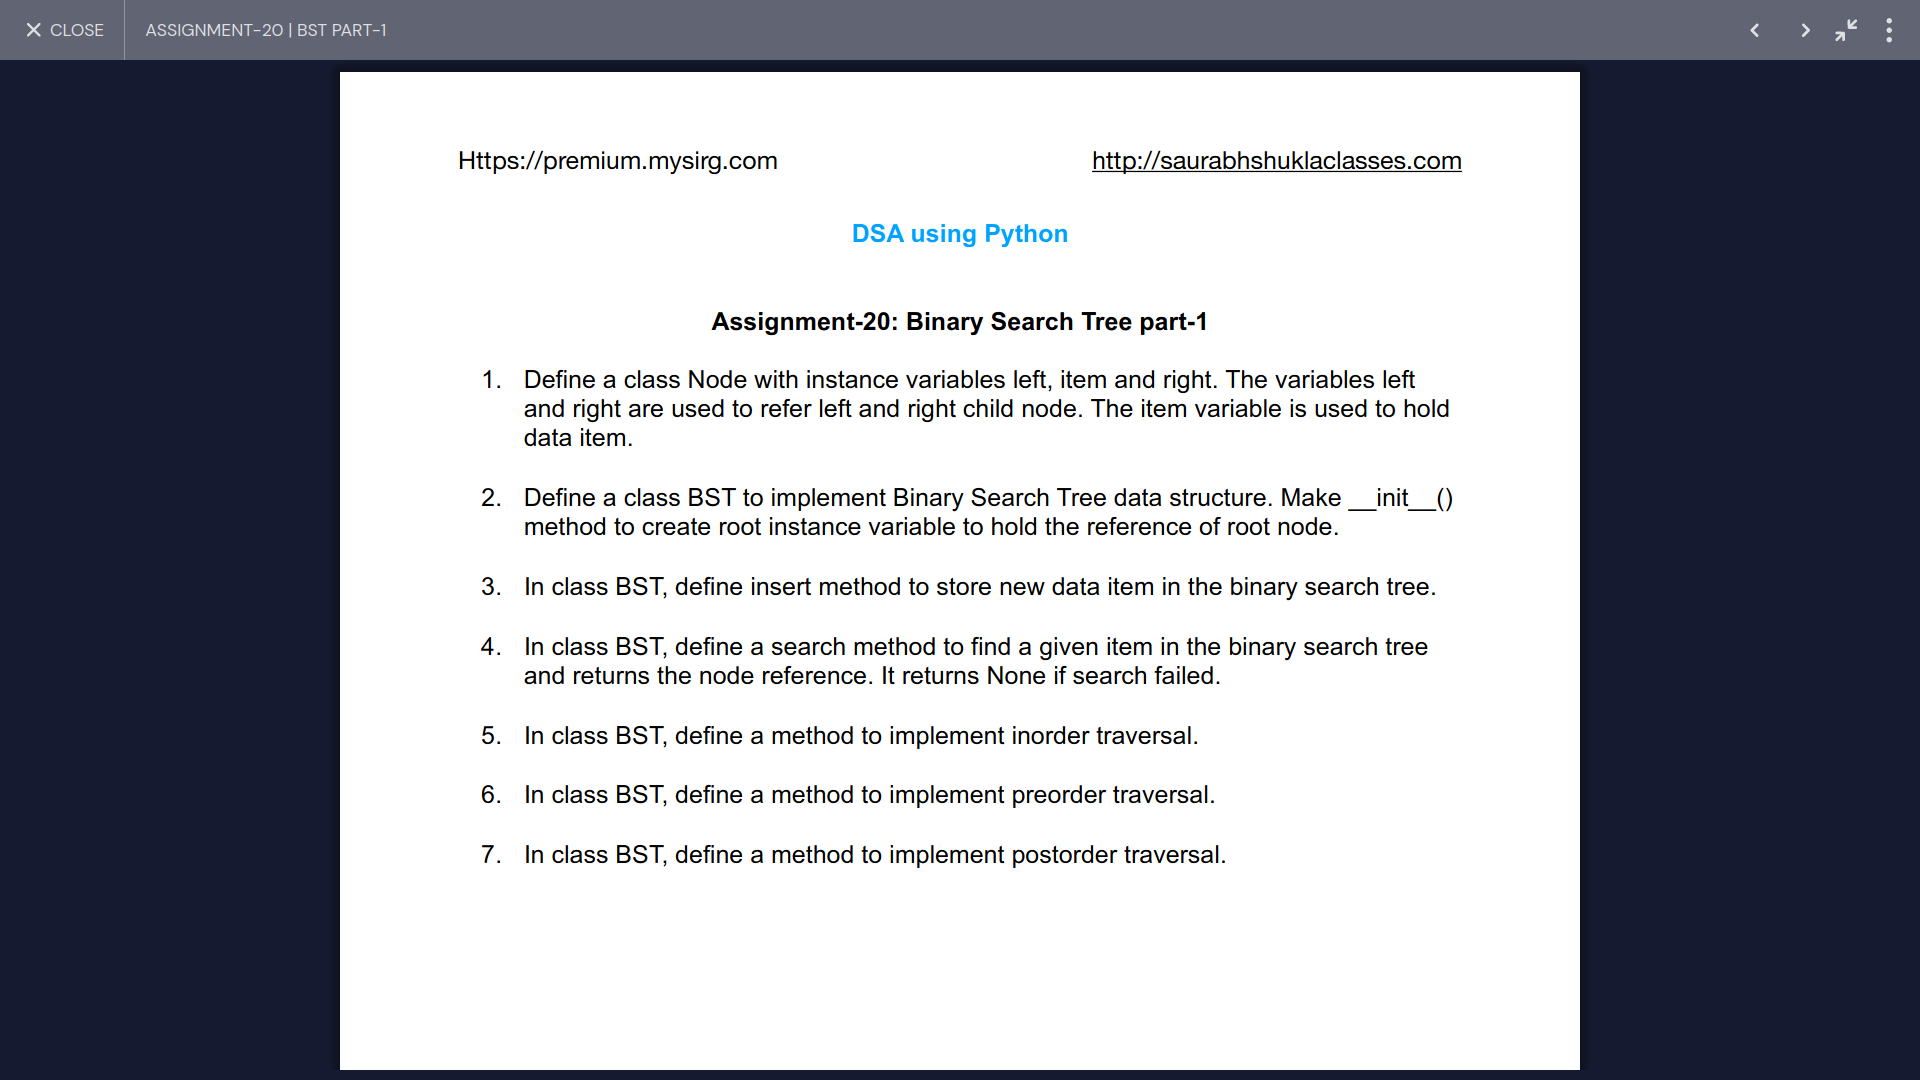 CLOSE ASSIGNMENT-20 | BST PART-1
Https://premium.mysirg.com http://saurabhshuklaclasses.com
DSA using Python
Assignment-20: Binary Search Tree part-1
1. Define a class Node with instance variables left, item and right. The variables left
and right are used to refer left and right child node. The item variable is used to hold
data item.
2. Define a class BST to implement Binary Search Tree data structure. Make __init__()
method to create root instance variable to hold the reference of root node.
3. In class BST, define insert method to store new data item in the binary search tree.
4. In class BST, define a search method to find a given item in the binary search tree
and returns the node reference. It returns None if search failed.
5. In class BST, define a method to implement inorder traversal.
6. In class BST, define a method to implement preorder traversal.
7. In class BST, define a method to implement postorder traversal.